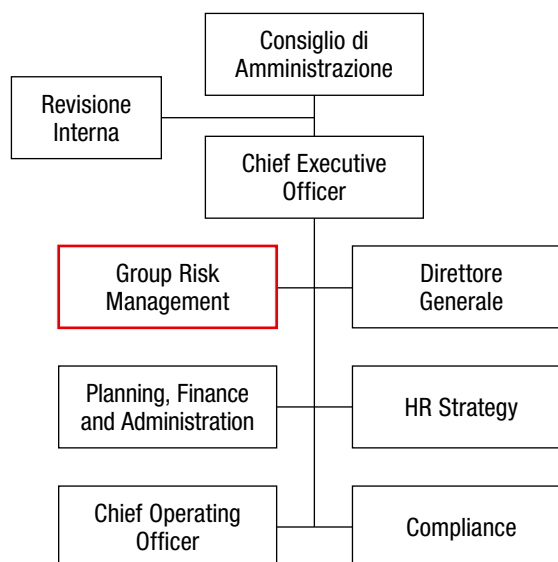 Consiglio di
Amministrazione
Revisione
Interna
Chief Executive
Officer
Group Risk
Management
Direttore
Generale
Planning, Finance
and Administration
HR Strategy
Chief Operating
Officer
Compliance